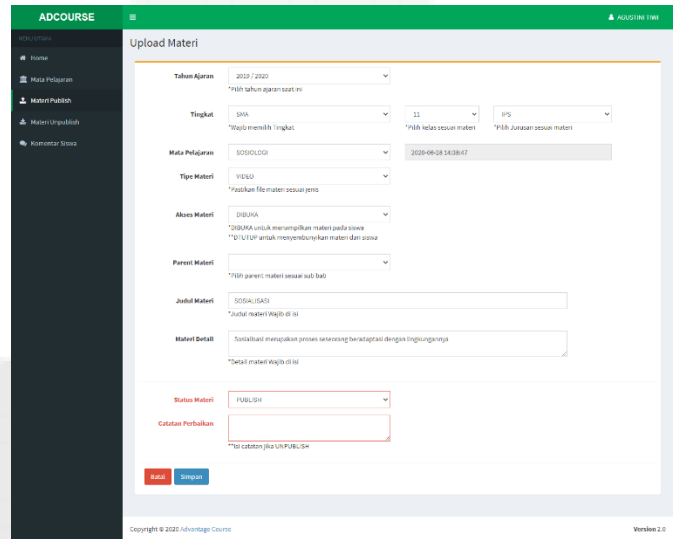 ADCOURSE
AGUSTINI TIWI
MENU UTAMA
Home
Mata Pelajaran
Materi Publish
Materi Unpublish
Komentar Siswa
Upload Materi
Tahun Ajaran 2019 / 2020
*Pilih tahun ajaran saat ini
Tingkat SMA 11 IPS
*Wajib memilih Tingkat *Pilih kelas sesuai materi *Pilih Jurusan sesuai materi
Mata Pelajaran SOSIOLOGI 2020-06-28 14:38:47
Tipe Materi VIDEO
*Pastikan file materi sesuai jenis
Akses Materi DIBUKA
*DIBUKA untuk menampilkan materi pada siswa
**DTUTUP untuk menyembunyikan materi dari siswa
Parent Materi
*Pilih parent materi sesuai sub bab
Judul Materi SOSIALISASI
*Judul materi Wajib di isi
Materi Detail Sosialisasi merupakan proses seseorang beradaptasi dengan lingkungannya
*Detail materi Wajib di isi
Status Materi PUBLISH
Catatan Perbaikan
**Isi catatan jika UNPUBLISH
Batal Simpan
Copyright © 2020 Advantage Course Version 2.0